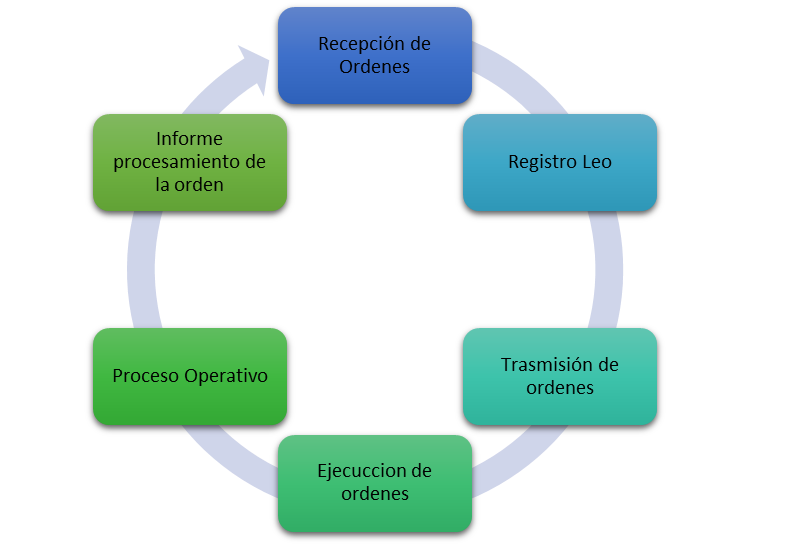 Recepción de
Ordenes
Registro Leo
Trasmisión de
ordenes
Ejecuccion de
ordenes
Proceso Operativo
Informe
procesamiento de
la orden